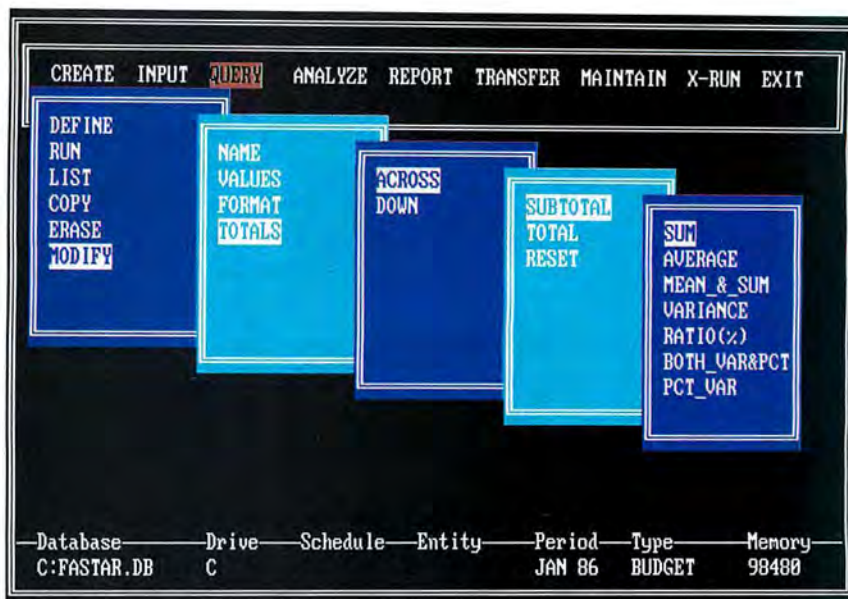 CREATE INPUT QUERY ANALYZE REPORT TRANSFER MAINTAIN X-RUN EXIT
DEFINE
RUN
LIST
COPY
ERASE
MODIFY
NAME
VALUES
FORMAT
TOTALS
ACROSS
DOWN
SUBTOTAL
TOTAL
RESET
SUM
AVERAGE
MEAN_&_SUM
VARIANCE
RATIO(%)
BOTH_VAR&PCT
PCT_VAR
Database Drive Schedule Entity Period Type Memory
C:FASTAR.DB C JAN 86 BUDGET 98480